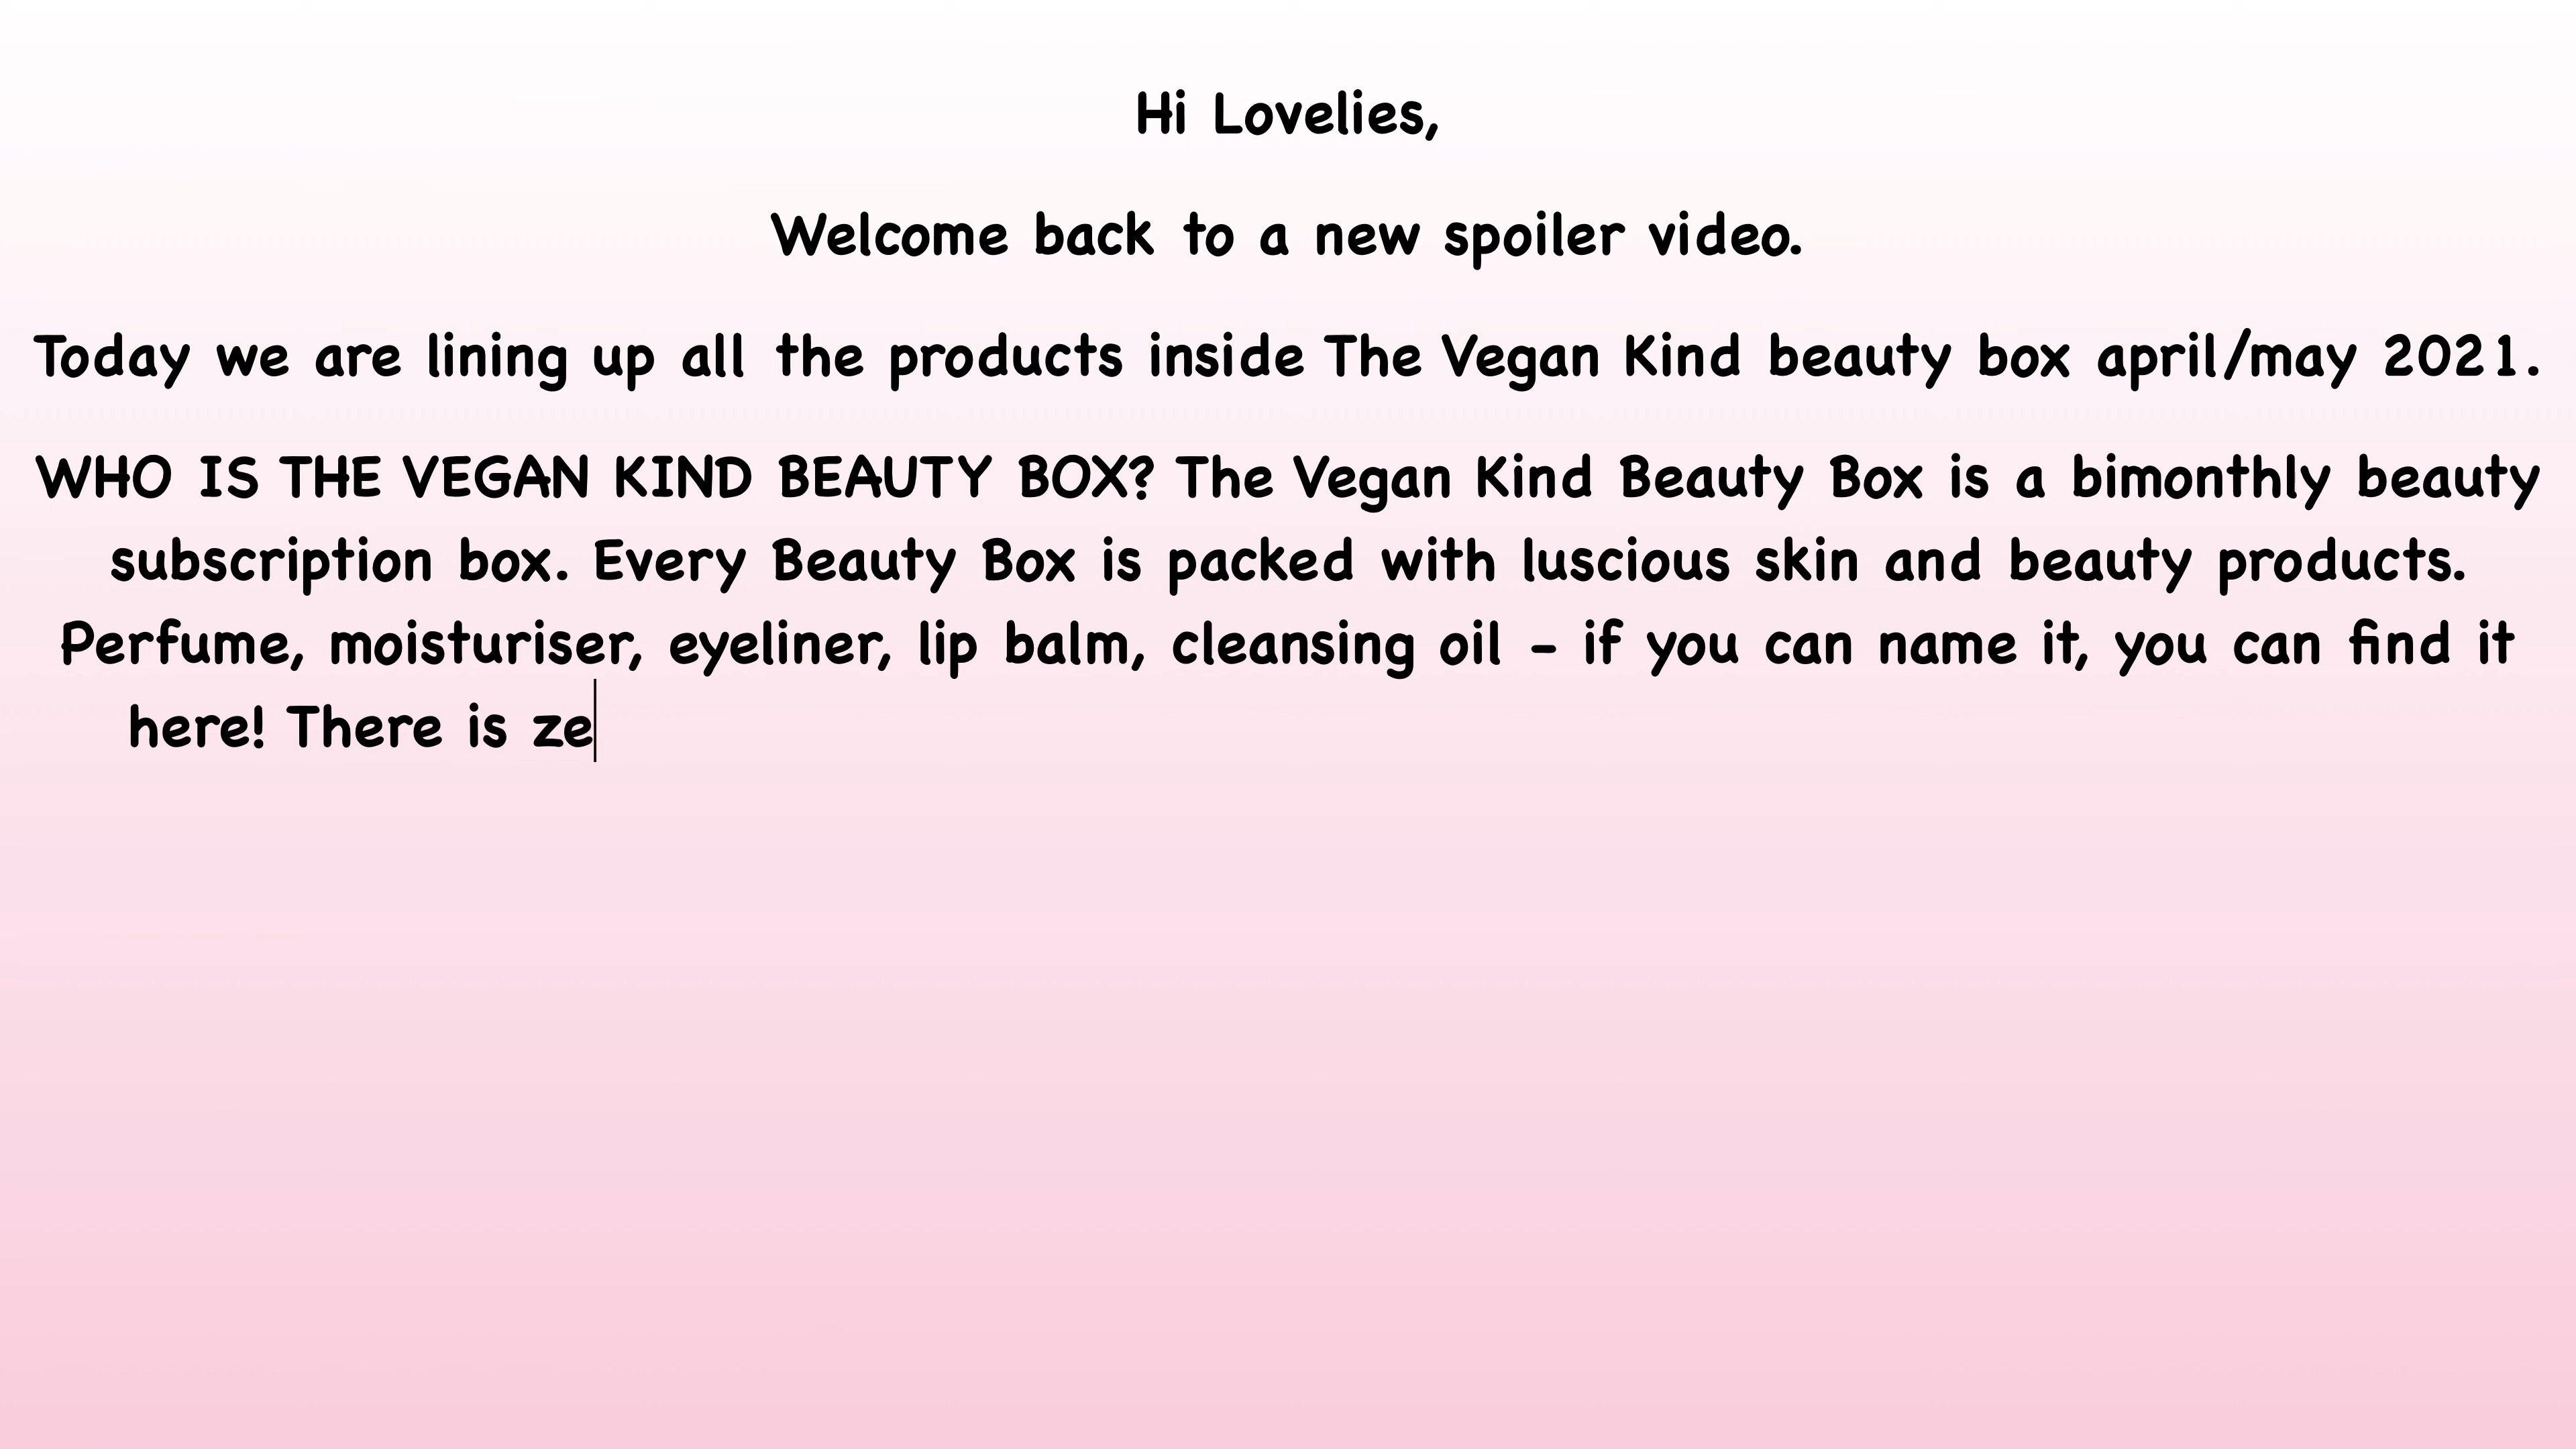 Hi Lovelies,
Welcome back to a new spoiler video.
Today we are lining up all the products inside The Vegan Kind beauty box april/may 2021.
WHO IS THE VEGAN KIND BEAUTY BOX? The Vegan Kind Beauty Box is a bimonthly beauty
subscription box. Every Beauty Box is packed with luscious skin and beauty products.
Perfume, moisturiser, eyeliner, lip balm, cleansing oil - if you can name it, you can find it
here! There is ze